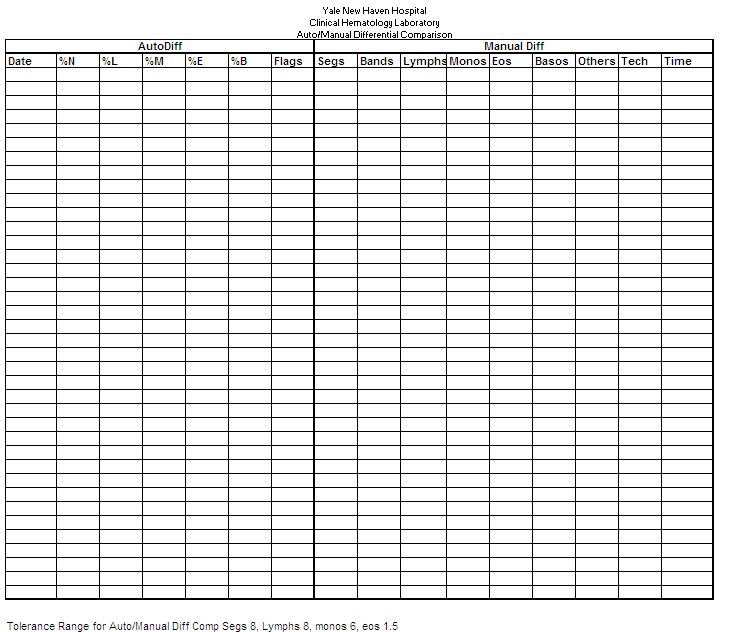 Yale New Haven Hospital
Clinical Hematology Laboratory
Auto/Manual Differential Comparison
AutoDiff Manual Diff
Date %N %L %M %E %B Flags Segs Bands Lymphs Monos Eos Basos Others Tech Time
Tolerance Range for Auto/Manual Diff Comp Segs 8, Lymphs 8, monos 6, eos 1.5